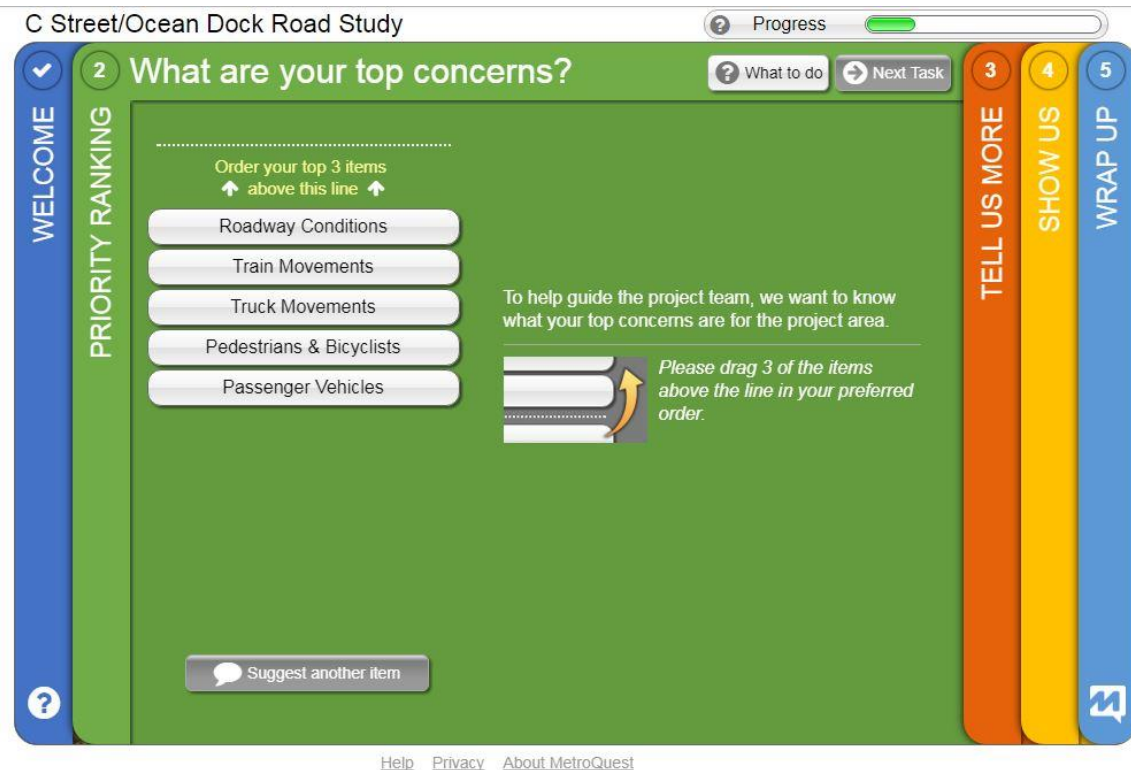 C Street/Ocean Dock Road Study
Progress
WELCOME
2
PRIORITY RANKING
What are your top concerns?
What to do
Next Task
Order your top 3 items
above this line
Roadway Conditions
Train Movements
Truck Movements
Pedestrians & Bicyclists
Passenger Vehicles
Suggest another item
To help guide the project team, we want to know
what your top concerns are for the project area.
Please drag 3 of the items
above the line in your preferred
order.
3
TELL US MORE
4
SHOW US
5
WRAP UP
Help Privacy About MetroQuest